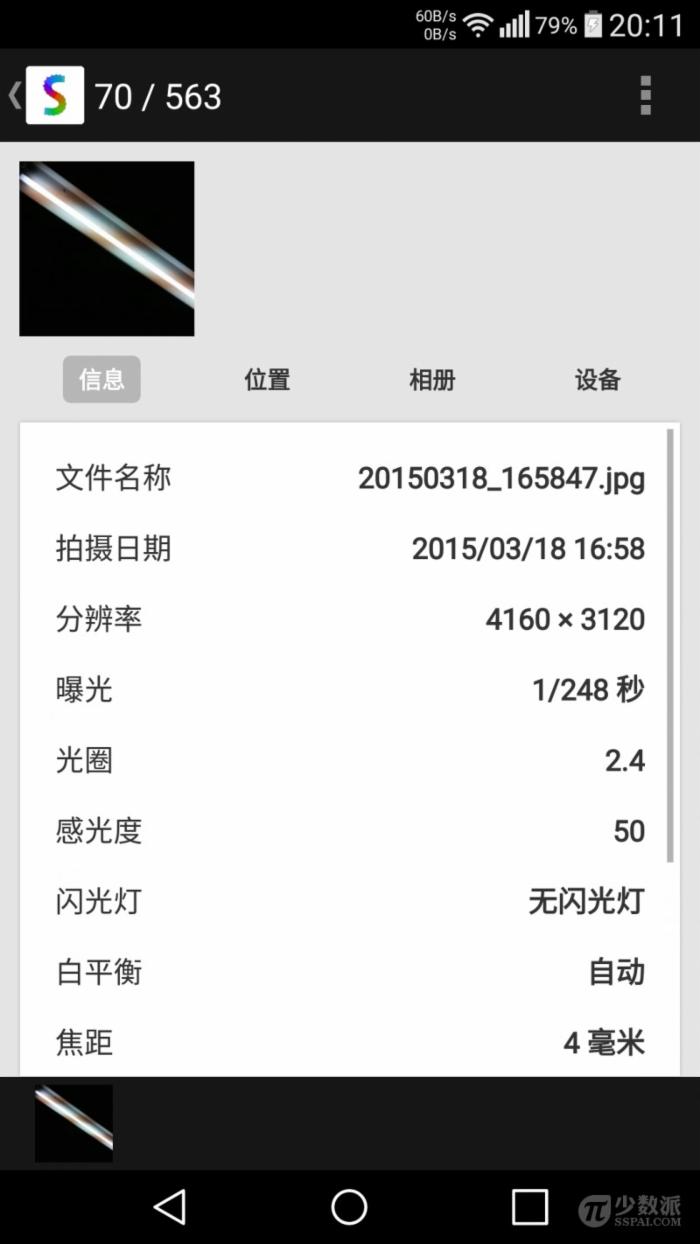 60B/s
0B/s
79%
20:11
70 / 563
信息 位置 相册 设备
文件名称 20150318_165847.jpg
拍摄日期 2015/03/18 16:58
分辨率 4160 × 3120
曝光 1/248 秒
光圈 2.4
感光度 50
闪光灯 无闪光灯
白平衡 自动
焦距 4 毫米
少数派
SSPAI.COM